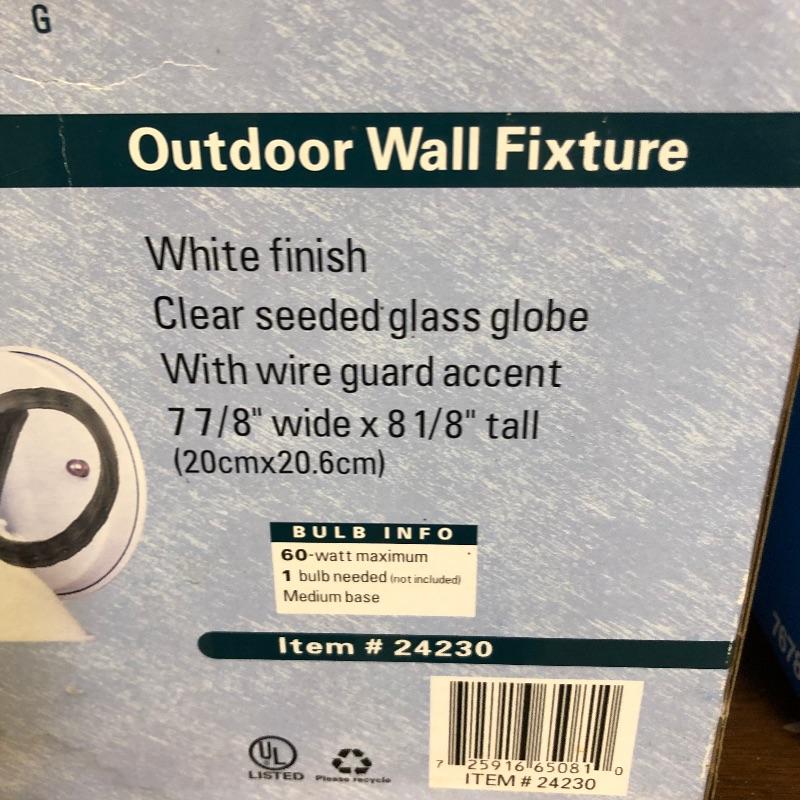 G
Outdoor Wall Fixture
White finish
Clear seeded glass globe
With wire guard accent
7 7/8" wide x 8 1/8" tall
(20cmx20.6cm)
BULB INFO
60-watt maximum
1 bulb needed (not included)
Medium base
Item # 24230
UL
LISTED
Please recycle
7 25916 65081 0
ITEM # 24230